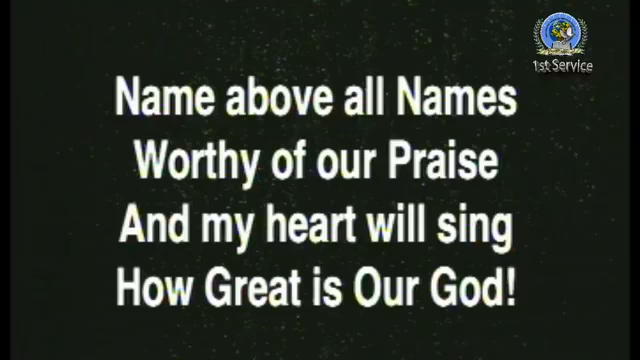 1st Service
Name above all Names
Worthy of our Praise
And my heart will sing
How Great is Our God!